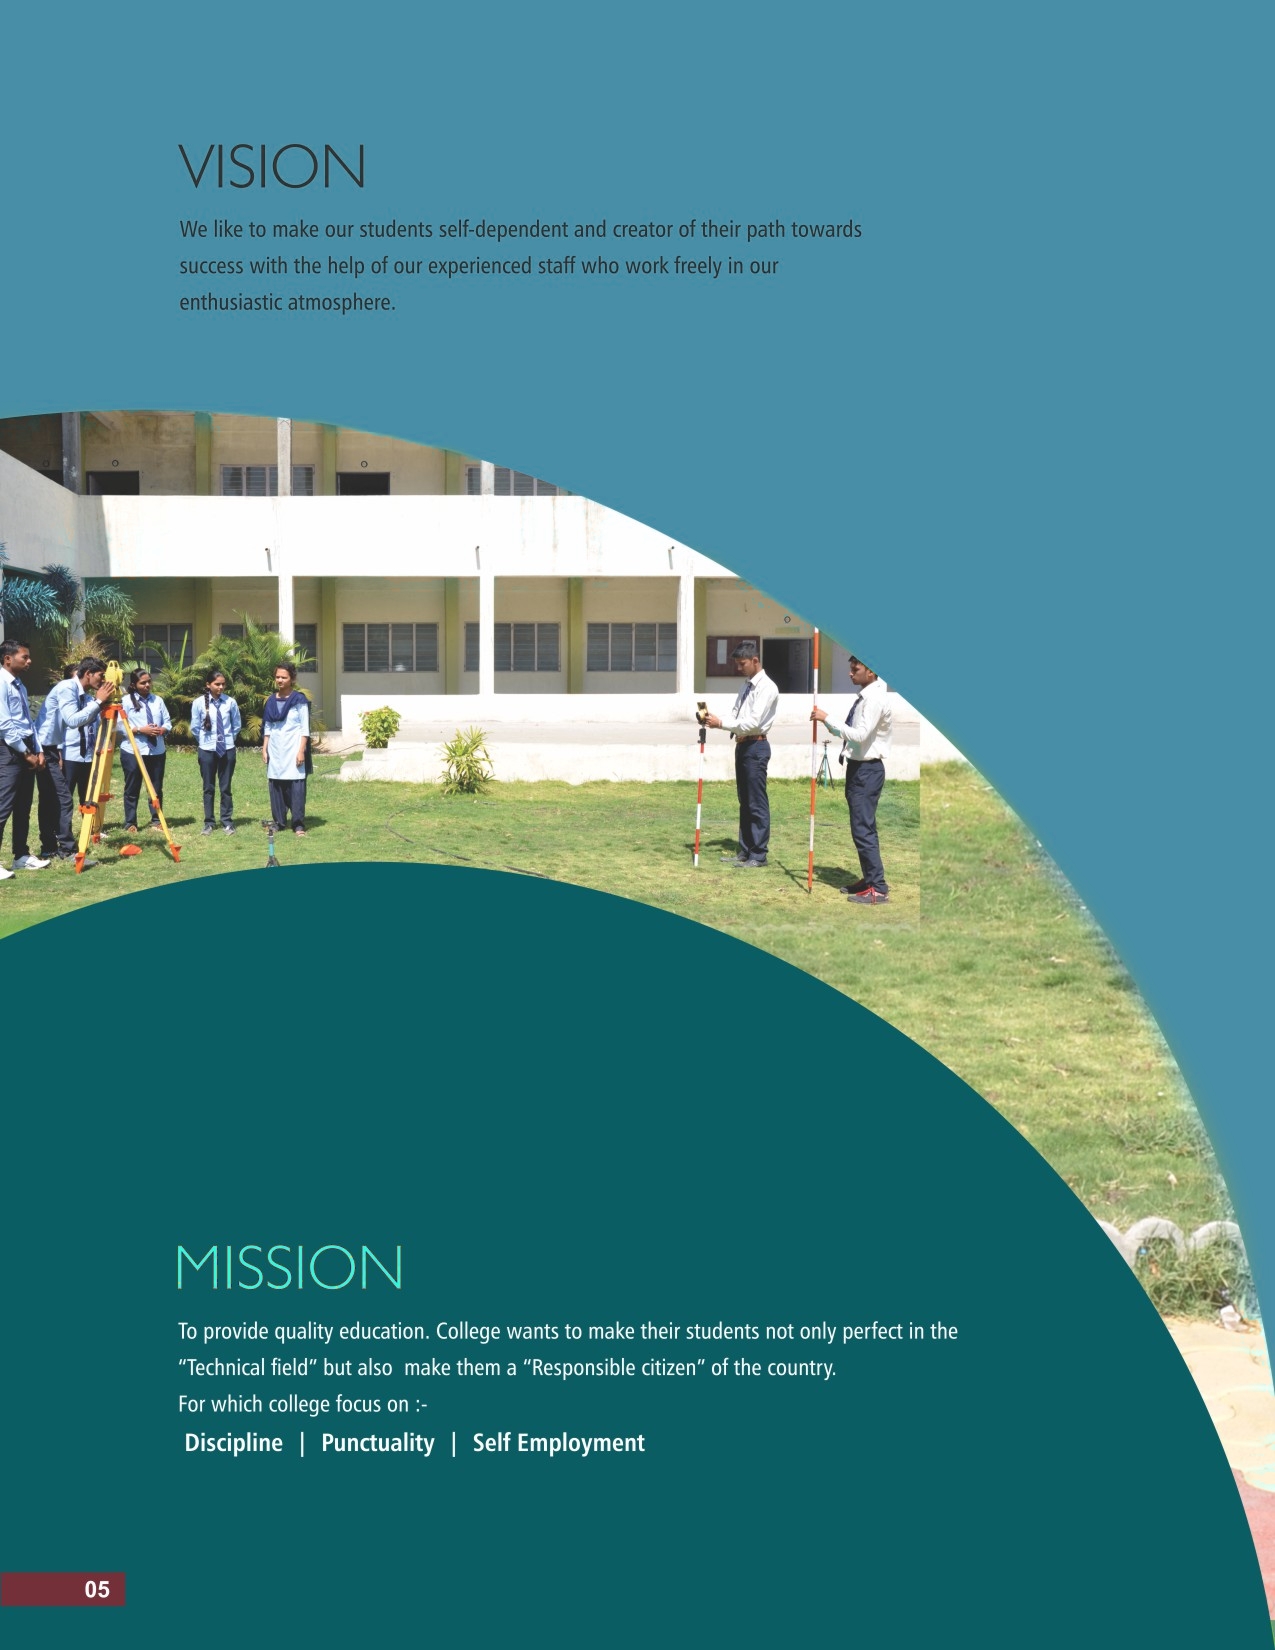 VISION
We like to make our students self-dependent and creator of their path towards
success with the help of our experienced staff who work freely in our
enthusiastic atmosphere.
MISSION
To provide quality education. College wants to make their students not only perfect in the
“Technical field” but also  make them a “Responsible citizen” of the country.
For which college focus on :-
Discipline | Punctuality | Self Employment
05